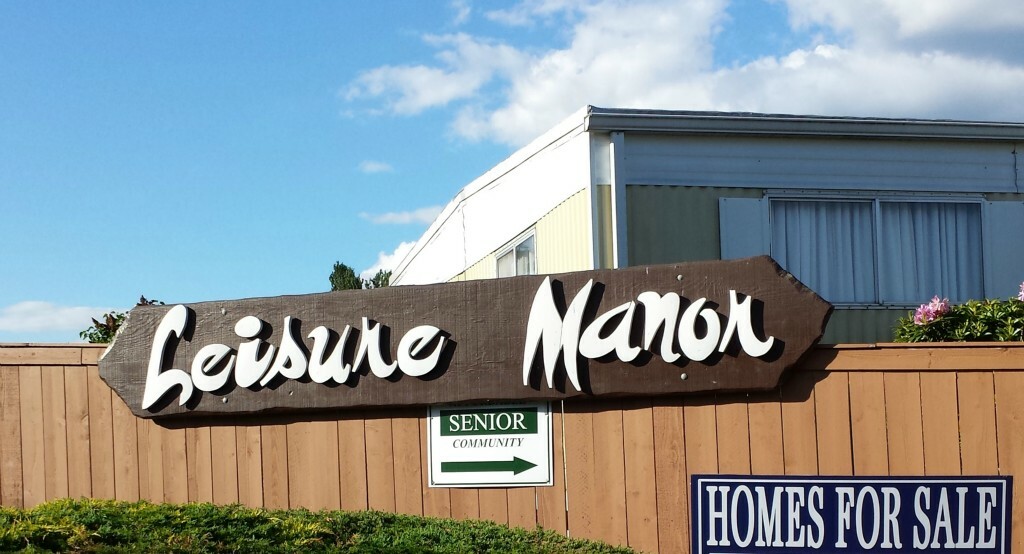 Leisure Manor
SENIOR
COMMUNITY
HOMES FOR SALE